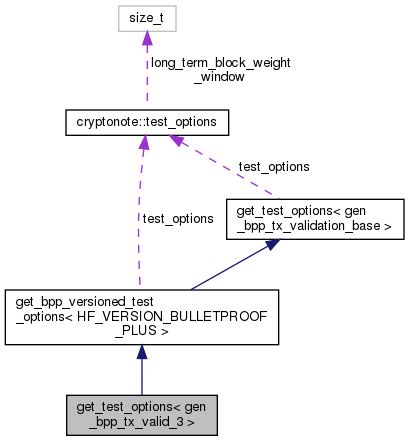 size_t
long_term_block_weight
_window
cryptonote::test_options
test_options
test_options
get_test_options< gen
_bpp_tx_validation_base >
get_bpp_versioned_test
_options< HF_VERSION_BULLETPROOF
_PLUS >
get_test_options< gen
_bpp_tx_valid_3 >